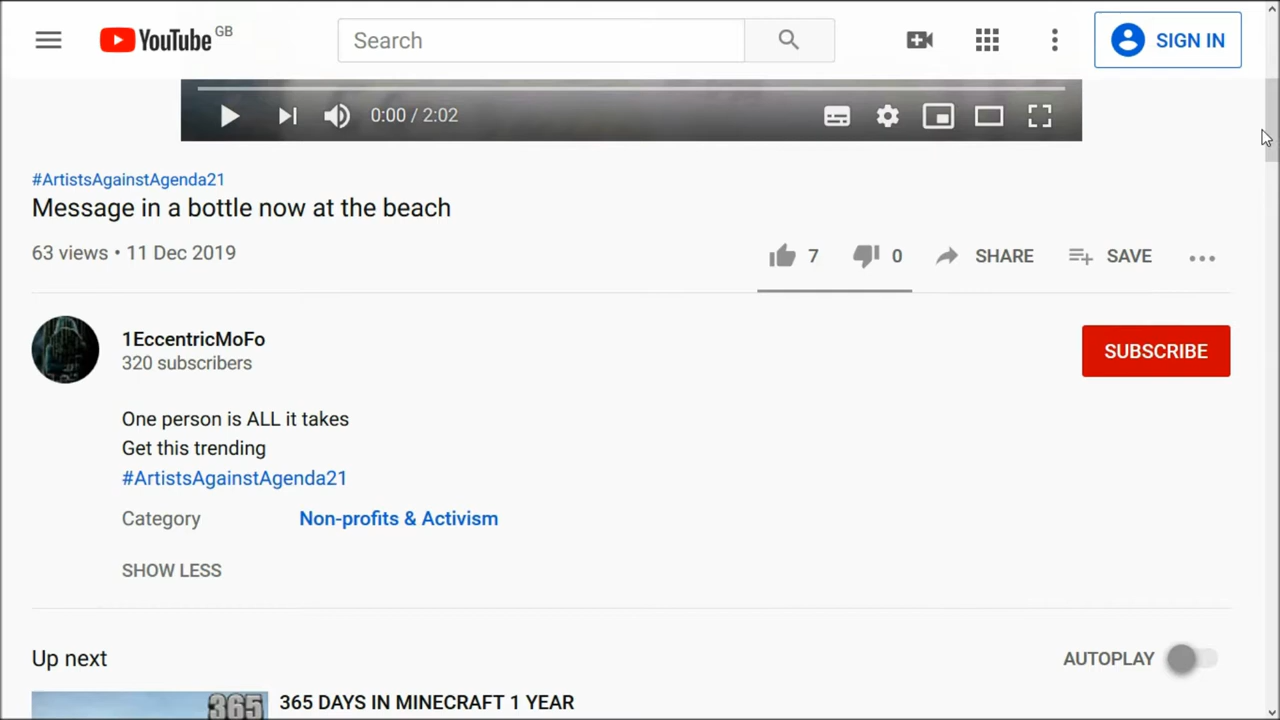 YouTube GB
Search
SIGN IN
0:00 / 2:02
#ArtistsAgainstAgenda21
Message in a bottle now at the beach
63 views • 11 Dec 2019
7
0
SHARE
SAVE
1EccentricMoFo
320 subscribers
SUBSCRIBE
One person is ALL it takes
Get this trending
#ArtistsAgainstAgenda21
Category Non-profits & Activism
SHOW LESS
Up next
AUTOPLAY
365
365 DAYS IN MINECRAFT 1 YEAR